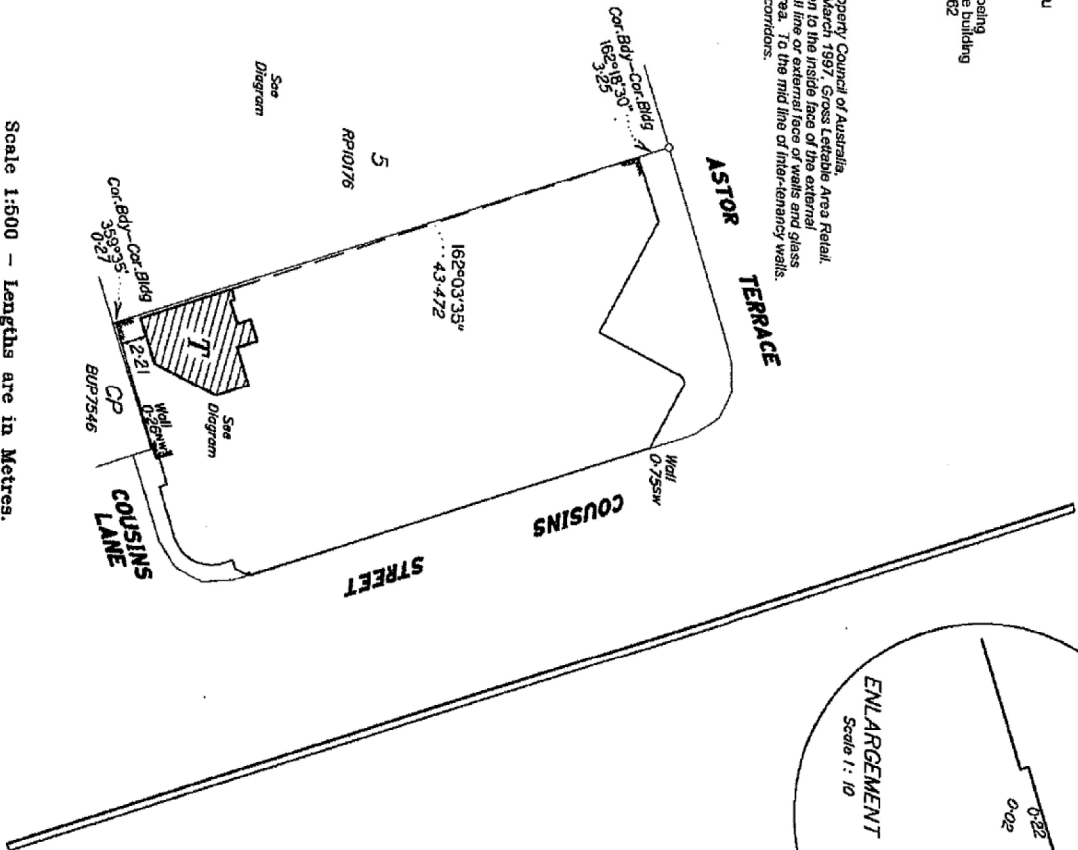 u
being
e building
62
operty Council of Australia,
March 1997, Gross Lettable Area Retail.
en to the inside face of the external
ll line or external face of walls and glass
rea. To the mid line of inter-tenancy walls.
corridors.
Cor.Bdy—Cor.Bldg
162°18'30"
3·25
ASTOR TERRACE
See
Diagram
5
RP10176
162°03'35"
43·472
Cor.Bdy—Cor.Bldg
359°35'
0·27
T
2·21
CP
BUP7546
Wall
0·26NW
See
Diagram
Wall
0·75SW
COUSINS STREET
COUSINS
LANE
ENLARGEMENT
Scale 1:10
0·22
0·02
Scale 1:500 – Lengths are in Metres.